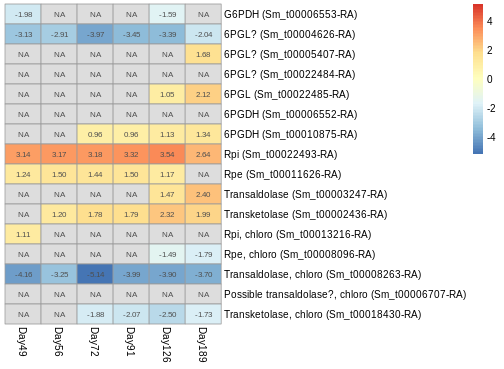 -1.98 NA NA NA -1.59 NA G6PDH (Sm_t00006553-RA)
-3.13 -2.91 -3.97 -3.45 -3.39 -2.04 6PGL? (Sm_t00004626-RA)
NA NA NA NA NA 1.68 6PGL? (Sm_t00005407-RA)
NA NA NA NA NA NA 6PGL? (Sm_t00022484-RA)
NA NA NA NA 1.05 2.12 6PGL (Sm_t00022485-RA)
NA NA NA NA NA NA 6PGDH (Sm_t00006552-RA)
NA NA 0.96 0.96 1.13 1.34 6PGDH (Sm_t00010875-RA)
3.14 3.17 3.18 3.32 3.54 2.64 Rpi (Sm_t00022493-RA)
1.24 1.50 1.44 1.50 1.17 NA Rpe (Sm_t00011626-RA)
NA NA NA NA 1.47 2.40 Transaldolase (Sm_t00003247-RA)
NA 1.20 1.78 1.79 2.32 1.99 Transketolase (Sm_t00002436-RA)
1.11 NA NA NA NA NA Rpi, chloro (Sm_t00013216-RA)
NA NA NA NA -1.49 -1.79 Rpe, chloro (Sm_t00008096-RA)
-4.10 -3.25 -5.14 -3.99 -3.90 -3.70 Transaldolase, chloro (Sm_t00008263-RA)
NA NA NA NA NA NA Possible transaldolase?, chloro (Sm_t00006707-RA)
NA NA -1.88 -2.07 -2.50 -1.73 Transketolase, chloro (Sm_t00018430-RA)
Day49 Day56 Day72 Day91 Day126 Day189
4
2
0
-2
-4